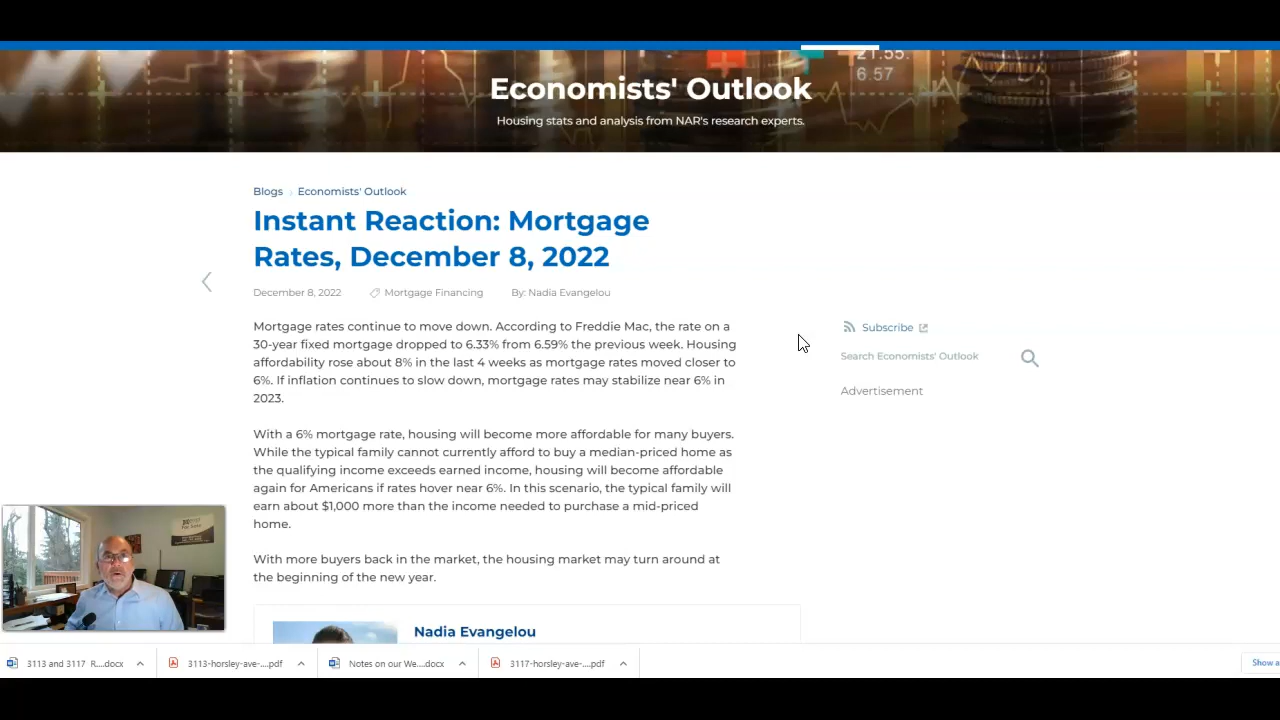 21.55.
6.57
Economists' Outlook
Housing stats and analysis from NAR's research experts.
Blogs
Economists' Outlook
Instant Reaction: Mortgage
Rates, December 8, 2022
December 8, 2022
Mortgage Financing
By: Nadia Evangelou
Mortgage rates continue to move down. According to Freddie Mac, the rate on a
30-year fixed mortgage dropped to 6.33% from 6.59% the previous week. Housing
affordability rose about 8% in the last 4 weeks as mortgage rates moved closer to
6%. If inflation continues to slow down, mortgage rates may stabilize near 6% in
2023.
With a 6% mortgage rate, housing will become more affordable for many buyers.
While the typical family cannot currently afford to buy a median-priced home as
the qualifying income exceeds earned income, housing will become affordable
again for Americans if rates hover near 6%. In this scenario, the typical family will
earn about $1,000 more than the income needed to purchase a mid-priced
home.
With more buyers back in the market, the housing market may turn around at
the beginning of the new year.
Subscribe
Search Economists' Outlook
Advertisement
Nadia Evangelou
3113 and 3117 R....docx
3113-horsley-ave-....pdf
Notes on our We....docx
3117-horsley-ave-....pdf
Show a